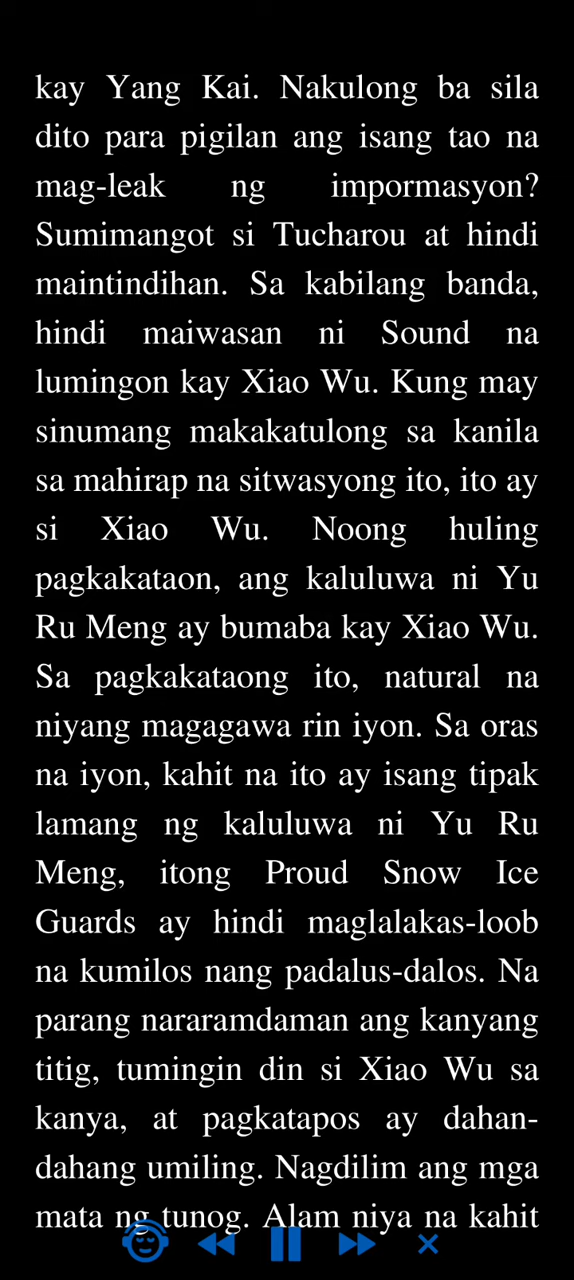 kay Yang Kai. Nakulong ba sila
dito para pigilan ang isang tao na
mag-leak ng impormasyon?
Sumimangot si Tucharou at hindi
maintindihan. Sa kabilang banda,
hindi maiwasan ni Sound na
lumingon kay Xiao Wu. Kung may
sinumang makakatulong sa kanila
sa mahirap na sitwasyong ito, ito ay
si Xiao Wu. Noong huling
pagkakataon, ang kaluluwa ni Yu
Ru Meng ay bumaba kay Xiao Wu.
Sa pagkakataong ito, natural na
niyang magagawa rin iyon. Sa oras
na iyon, kahit na ito ay isang tipak
lamang ng kaluluwa ni Yu Ru
Meng, itong Proud Snow Ice
Guards ay hindi maglalakas-loob
na kumilos nang padalus-dalos. Na
parang nararamdaman ang kanyang
titig, tumingin din si Xiao Wu sa
kanya, at pagkatapos ay dahan-
dahang umiling. Nagdilim ang mga
mata ng tunog. Alam niya na kahit